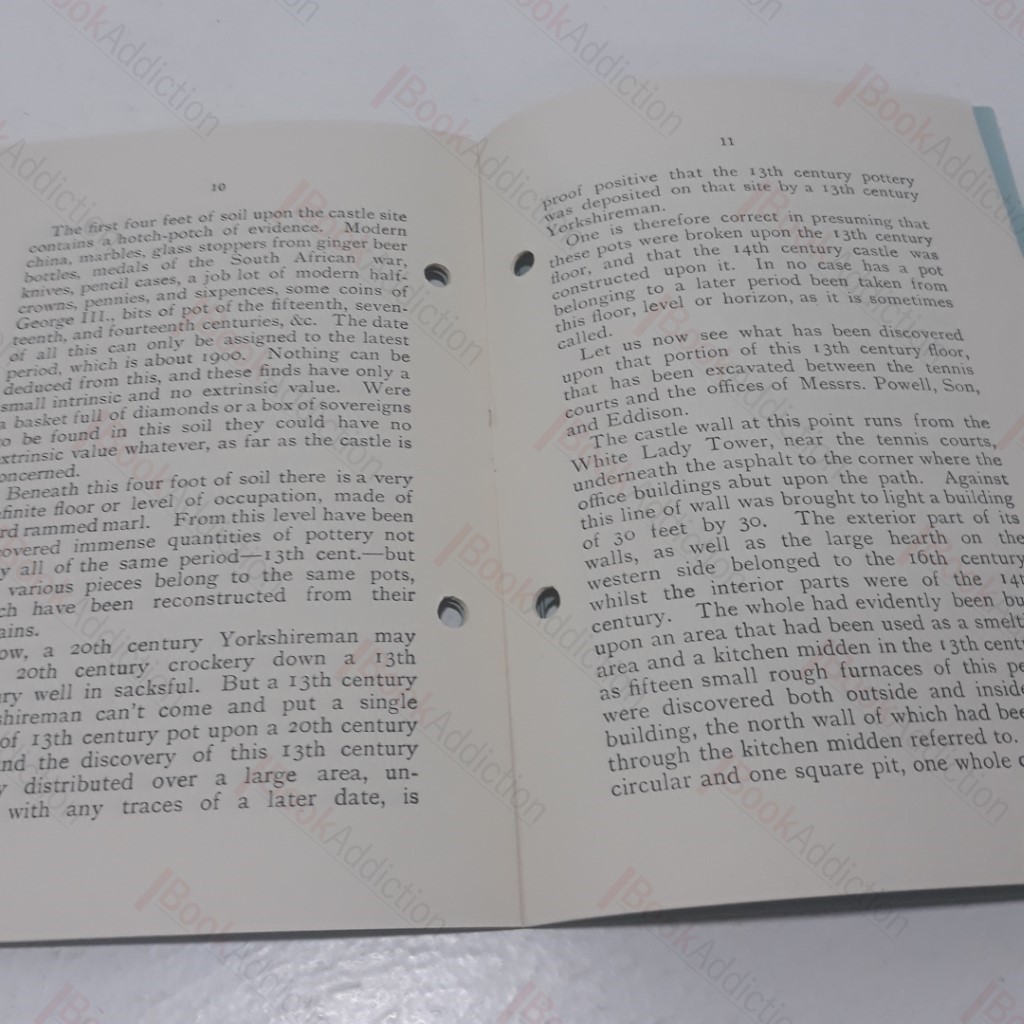 10
The first four feet of soil upon the castle site
contains a hotch-potch of evidence. Modern
china, marbles, glass stoppers from ginger beer
bottles, medals of the South African war,
knives, pencil cases, a job lot of modern half-
crowns, pennies, and sixpences, some coins of
George III., bits of pot of the fifteenth, seven-
teenth, and fourteenth centuries, &c. The date
of all this can only be assigned to the latest
period, which is about 1900. Nothing can be
deduced from this, and these finds have only a
small intrinsic and no extrinsic value. Were
a basket full of diamonds or a box of sovereigns
o be found in this soil they could have no
xtrinsic value whatever, as far as the castle is
oncerned.
Beneath this four foot of soil there is a very
finite floor or level of occupation, made of
rd rammed marl. From this level have been
overed immense quantities of pottery not
y all of the same period—13th cent.—but
various pieces belong to the same pots,
ch have been reconstructed from their
ains.
ow, a 20th century Yorkshireman may
20th century crockery down a 13th
ry well in sacksful. But a 13th century
shireman can't come and put a single
of 13th century pot upon a 20th century
nd the discovery of this 13th century
y distributed over a large area, un-
with any traces of a later date, is
11
proof positive that the 13th century pottery
was deposited on that site by a 13th century
Yorkshireman.
One is therefore correct in presuming that
these pots were broken upon the 13th century
floor, and that the 14th century castle was
constructed upon it. In no case has a pot
belonging to a later period been taken from
this floor, level or horizon, as it is sometimes
called.
Let us now see what has been discovered
upon that portion of this 13th century floor,
that has been excavated between the tennis
courts and the offices of Messrs. Powell, Son,
and Eddison.
The castle wall at this point runs from the
White Lady Tower, near the tennis courts,
underneath the asphalt to the corner where the
office buildings abut upon the path. Against
this line of wall was brought to light a building
of 30 feet by 30. The exterior part of its
walls, as well as the large hearth on the
western side belonged to the 16th century
whilst the interior parts were of the 14t
century. The whole had evidently been bu
upon an area that had been used as a smelti
area and a kitchen midden in the 13th cent
as fifteen small rough furnaces of this pe
were discovered both outside and inside
building, the north wall of which had bee
through the kitchen midden referred to.
circular and one square pit, one whole c